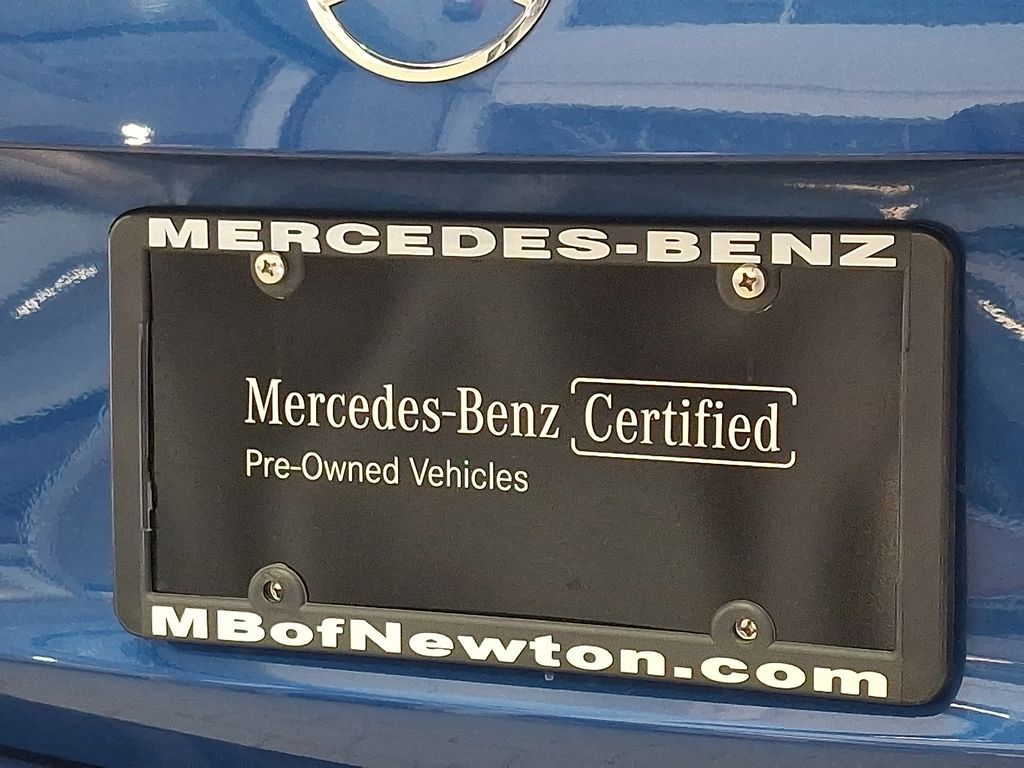 MERCEDES-BENZ
Mercedes-Benz Certified
Pre-Owned Vehicles
MBofNewton.com